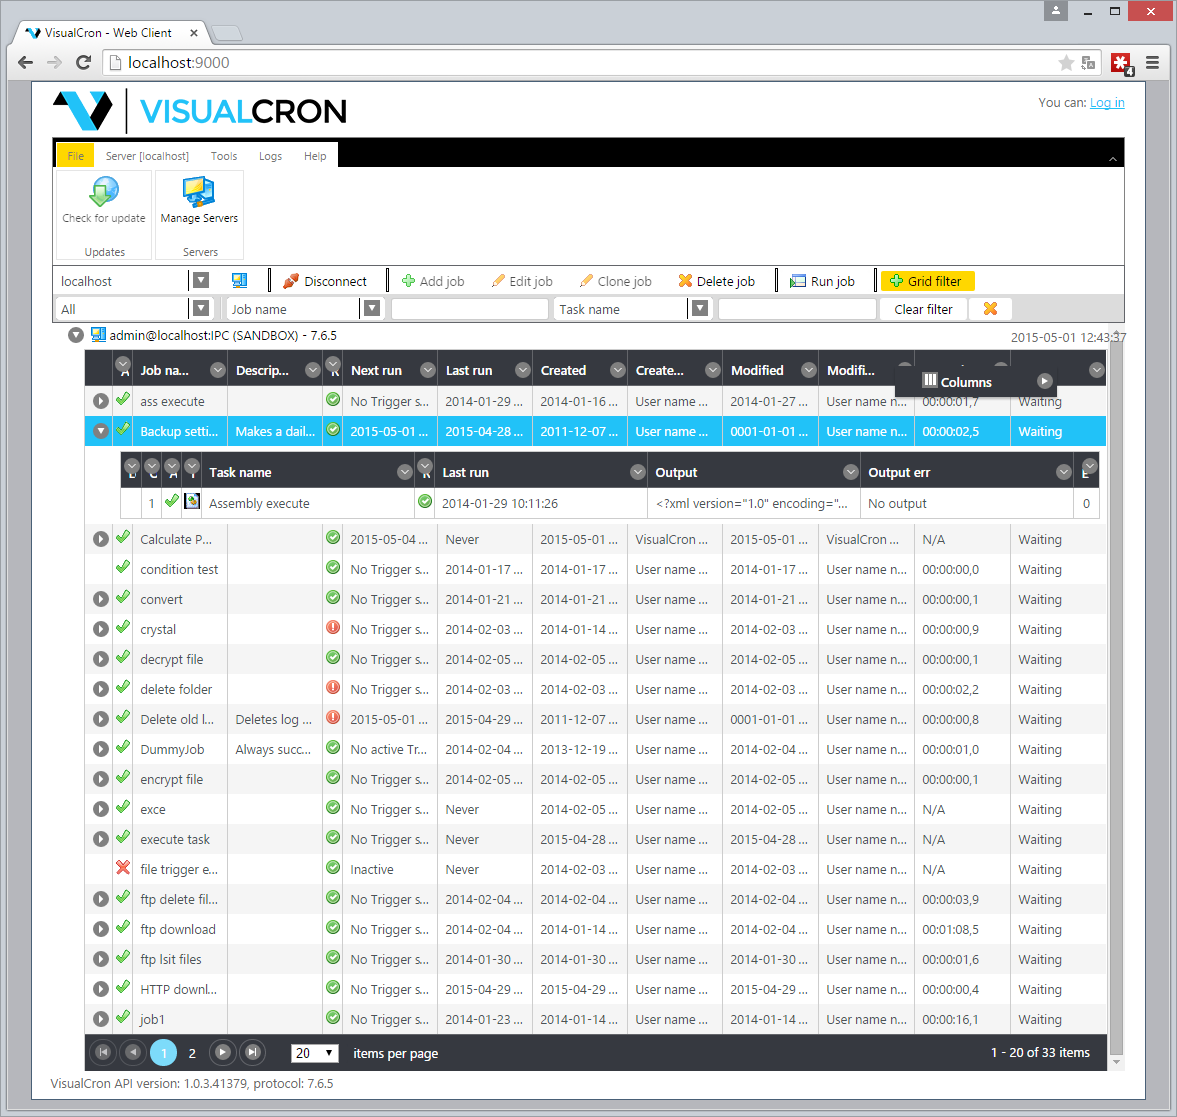 VisualCron - Web Client
localhost:9000
4
VISUALCRON
You can: Log in
File Server [localhost] Tools Logs Help
Check for update Manage Servers
Updates Servers
localhost Disconnect Add job Edit job Clone job Delete job Run job Grid filter
All Job name Task name Clear filter
admin@localhost:IPC (SANDBOX) - 7.6.5 2015-05-01 12:43:37
A Job na... Descrip... R Next run Last run Created Create... Modified Modifi...
Columns
ass execute No Trigger s... 2014-01-29 ... 2014-01-16 ... User name ... 2014-01-27 ... User name n... 00:00:01,7 Waiting
Backup setti... Makes a dail... 2015-05-01 ... 2015-04-28 ... 2011-12-07 ... User name ... 0001-01-01 ... User name n... 00:00:02,5 Waiting
Task name Last run Output Output err
1 Assembly execute 2014-01-29 10:11:26 <?xml version="1.0" encoding="... No output 0
Calculate P... 2015-05-04 ... Never 2015-05-01 ... VisualCron ... 2015-05-01 ... VisualCron ... N/A Waiting
condition test No Trigger s... 2014-01-17 ... 2014-01-17 ... User name ... 2014-01-17 ... User name n... 00:00:00,0 Waiting
convert No Trigger s... 2014-01-21 ... 2014-01-21 ... User name ... 2014-01-21 ... User name n... 00:00:00,1 Waiting
crystal No Trigger s... 2014-02-03 ... 2014-01-14 ... User name ... 2014-02-03 ... User name n... 00:00:00,9 Waiting
decrypt file No Trigger s... 2014-02-05 ... 2014-02-05 ... User name ... 2014-02-05 ... User name n... 00:00:00,1 Waiting
delete folder No Trigger s... 2014-02-03 ... 2014-02-03 ... User name ... 2014-02-03 ... User name n... 00:00:02,2 Waiting
Delete old l... Deletes log ... 2015-05-01 ... 2015-04-29 ... 2011-12-07 ... User name ... 0001-01-01 ... User name n... 00:00:00,8 Waiting
DummyJob Always succ... No active Tr... 2014-02-04 ... 2013-12-19 ... User name ... 2014-02-04 ... User name n... 00:00:01,0 Waiting
encrypt file No Trigger s... 2014-02-05 ... 2014-02-05 ... User name ... 2014-02-05 ... User name n... 00:00:00,1 Waiting
exce No Trigger s... Never 2014-02-05 ... User name ... 2014-02-05 ... User name n... N/A Waiting
execute task No Trigger s... Never 2015-04-28 ... User name ... 2015-04-28 ... User name n... N/A Waiting
file trigger e... Inactive Never 2014-02-03 ... User name ... 2014-02-03 ... User name n... N/A Waiting
ftp delete fil... No Trigger s... 2014-02-04 ... 2014-02-04 ... User name ... 2014-02-04 ... User name n... 00:00:03,9 Waiting
ftp download No Trigger s... 2014-02-04 ... 2014-01-14 ... User name ... 2014-02-04 ... User name n... 00:01:08,5 Waiting
ftp lsit files No Trigger s... 2014-01-30 ... 2014-01-30 ... User name ... 2014-01-30 ... User name n... 00:00:01,6 Waiting
HTTP downl... No Trigger s... 2015-04-29 ... 2015-04-29 ... User name ... 2015-04-29 ... User name n... 00:00:00,4 Waiting
job1 No Trigger s... 2014-01-23 ... 2014-01-14 ... User name ... 2014-01-14 ... User name n... 00:00:16,1 Waiting
1 2 20 items per page 1 - 20 of 33 items
VisualCron API version: 1.0.3.41379, protocol: 7.6.5